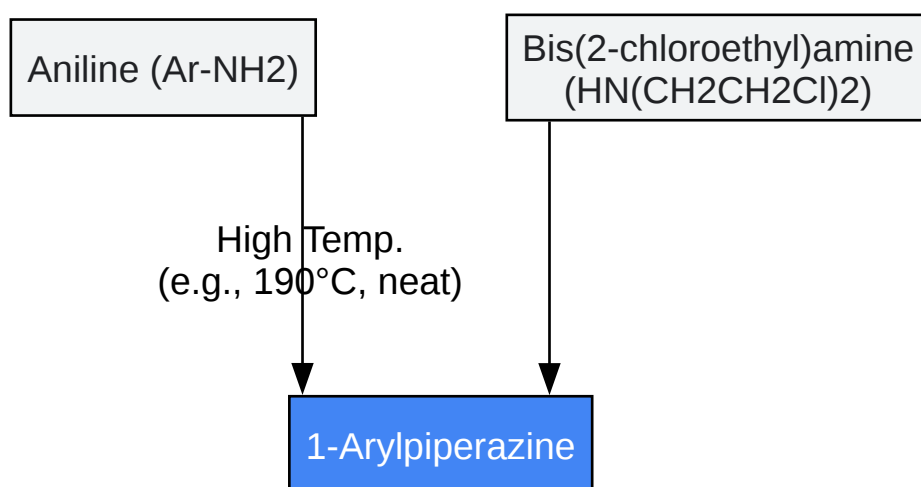 Aniline (Ar-NH2)
Bis(2-chloroethyl)amine
(HN(CH2CH2Cl)2)
High Temp.
(e.g., 190°C, neat)
1-Arylpiperazine